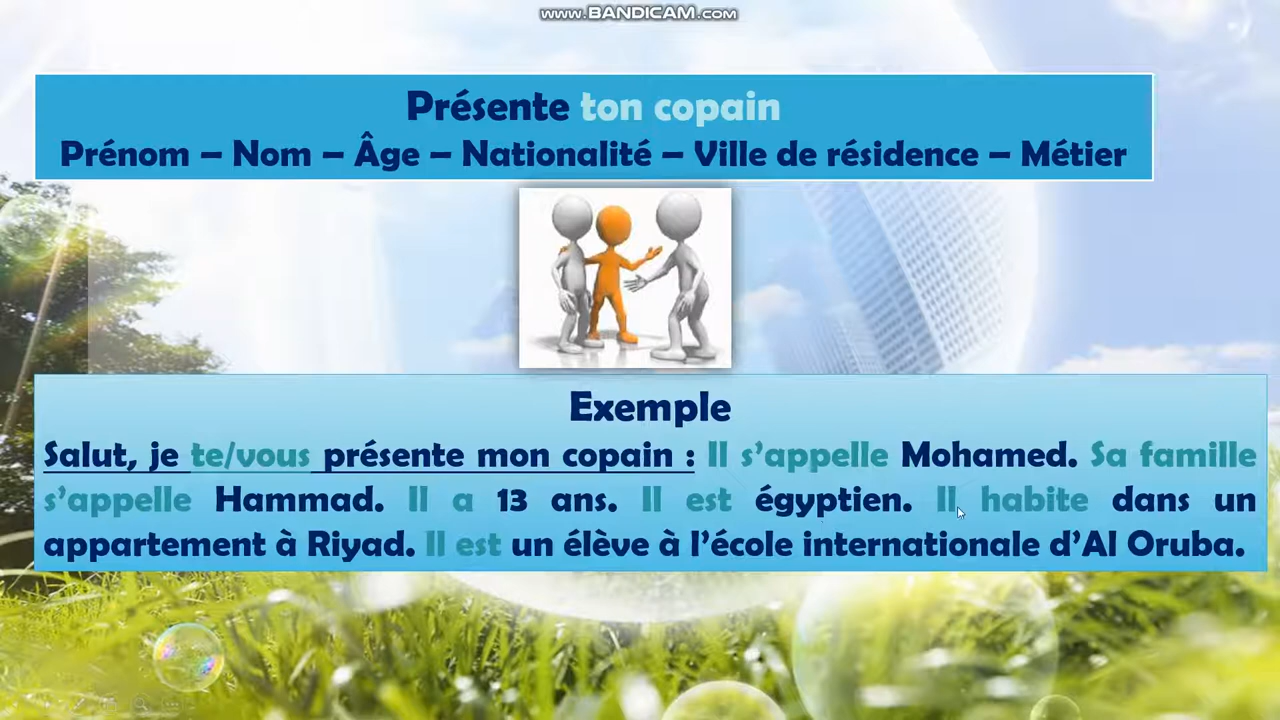 www.BANDICAM.com
Présente ton copain
Prénom – Nom – Âge – Nationalité – Ville de résidence – Métier
Exemple
Salut, je te/vous présente mon copain : Il s’appelle Mohamed. Sa famille
s’appelle Hammad. Il a 13 ans. Il est égyptien. Il habite dans un
appartement à Riyad. Il est un élève à l’école internationale d’Al Oruba.